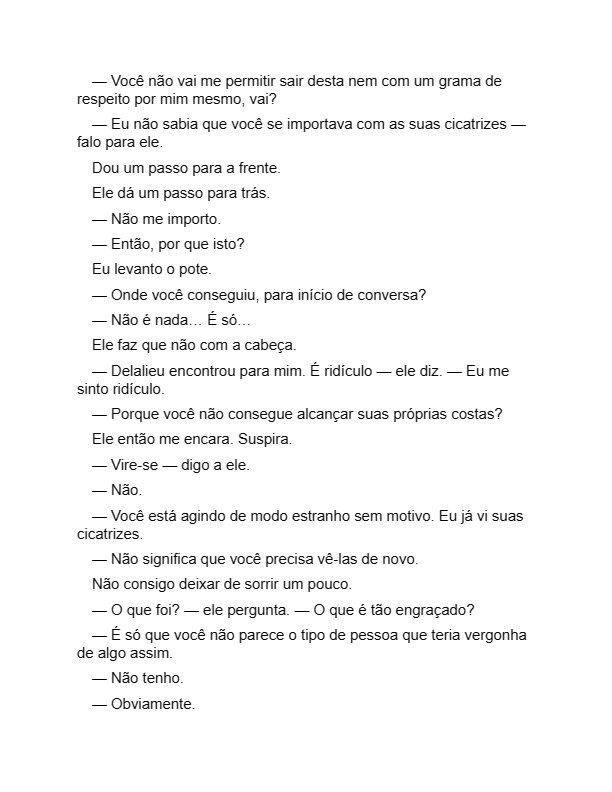 — Você não vai me permitir sair desta nem com um grama de
respeito por mim mesmo, vai?
— Eu não sabia que você se importava com as suas cicatrizes —
falo para ele.
Dou um passo para a frente.
Ele dá um passo para trás.
— Não me importo.
— Então, por que isto?
Eu levanto o pote.
— Onde você conseguiu, para início de conversa?
— Não é nada… É só…
Ele faz que não com a cabeça.
— Delalieu encontrou para mim. É ridículo — ele diz. — Eu me
sinto ridículo.
— Porque você não consegue alcançar suas próprias costas?
Ele então me encara. Suspira.
— Vire-se — digo a ele.
— Não.
— Você está agindo de modo estranho sem motivo. Eu já vi suas
cicatrizes.
— Não significa que você precisa vê-las de novo.
Não consigo deixar de sorrir um pouco.
— O que foi? — ele pergunta. — O que é tão engraçado?
— É só que você não parece o tipo de pessoa que teria vergonha
de algo assim.
— Não tenho.
— Obviamente.